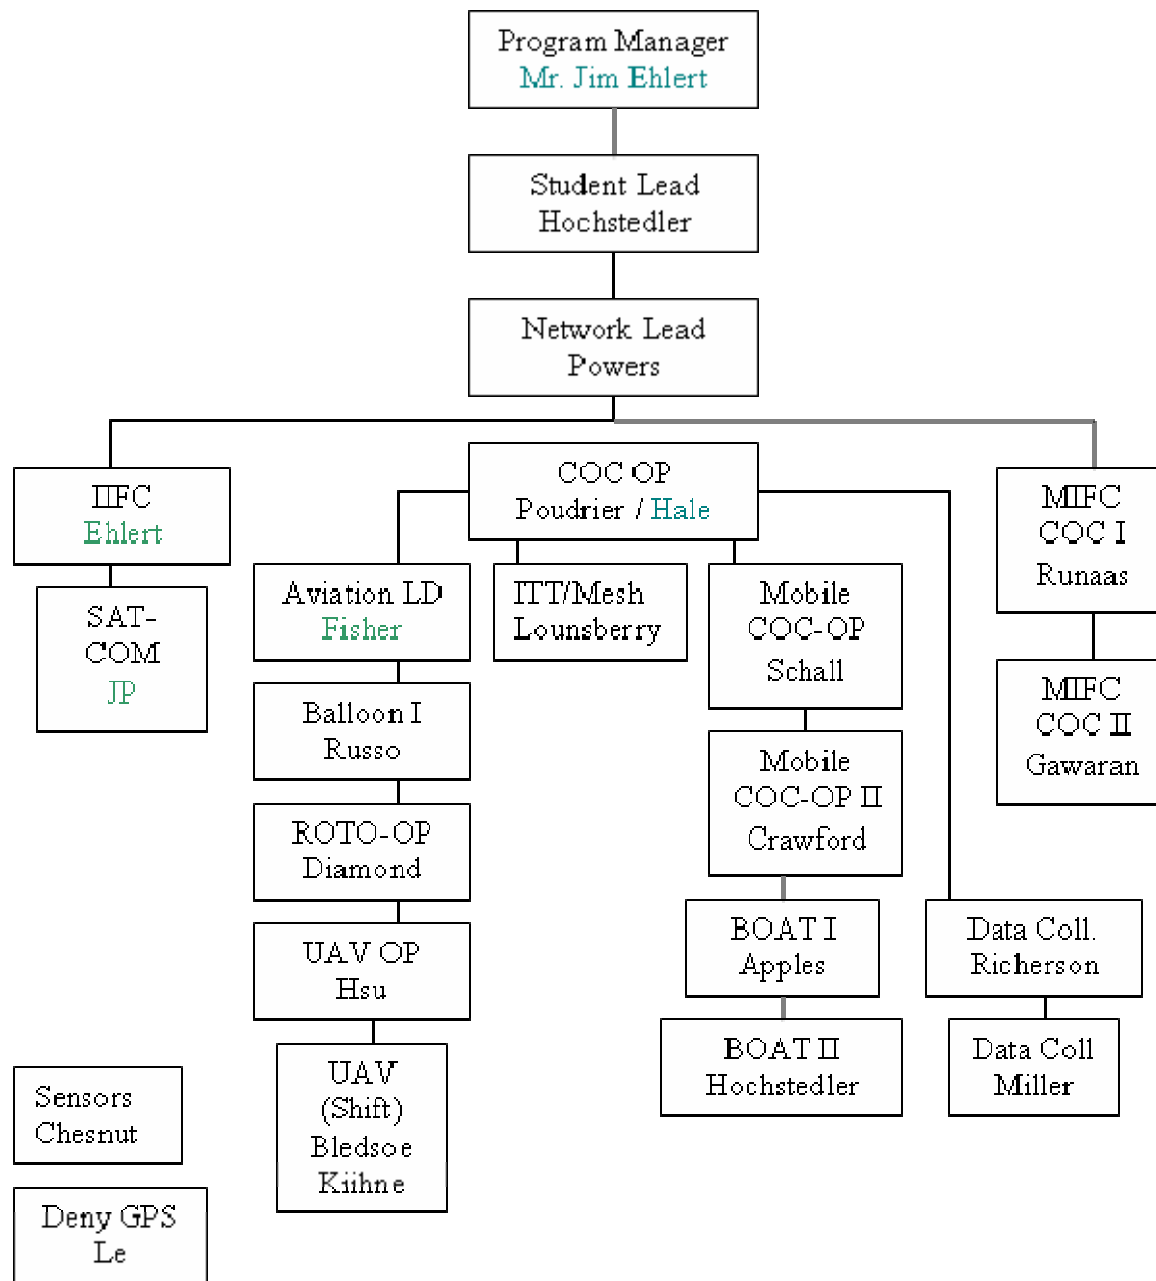 Program Manager
Mr. Jim Ehlert
Student Lead
Hochstedler
Network Lead
Powers
IIFC
Ehlert
SAT-
COM
JP
COC OP
Poudrier / Hale
MIFC
COC I
Runaas
MIFC
COC II
Gawaran
Aviation LD
Fisher
Balloon I
Russo
ROTO-OP
Diamond
UAV OP
Hsu
UAV
(Shift)
Bledsoe
Kiihne
ITT/Mesh
Lounsberry
Mobile
COC-OP
Schall
Mobile
COC-OP II
Crawford
BOAT I
Apples
BOAT II
Hochstedler
Data Coll.
Richerson
Data Coll
Miller
Sensors
Chesnut
Deny GPS
Le